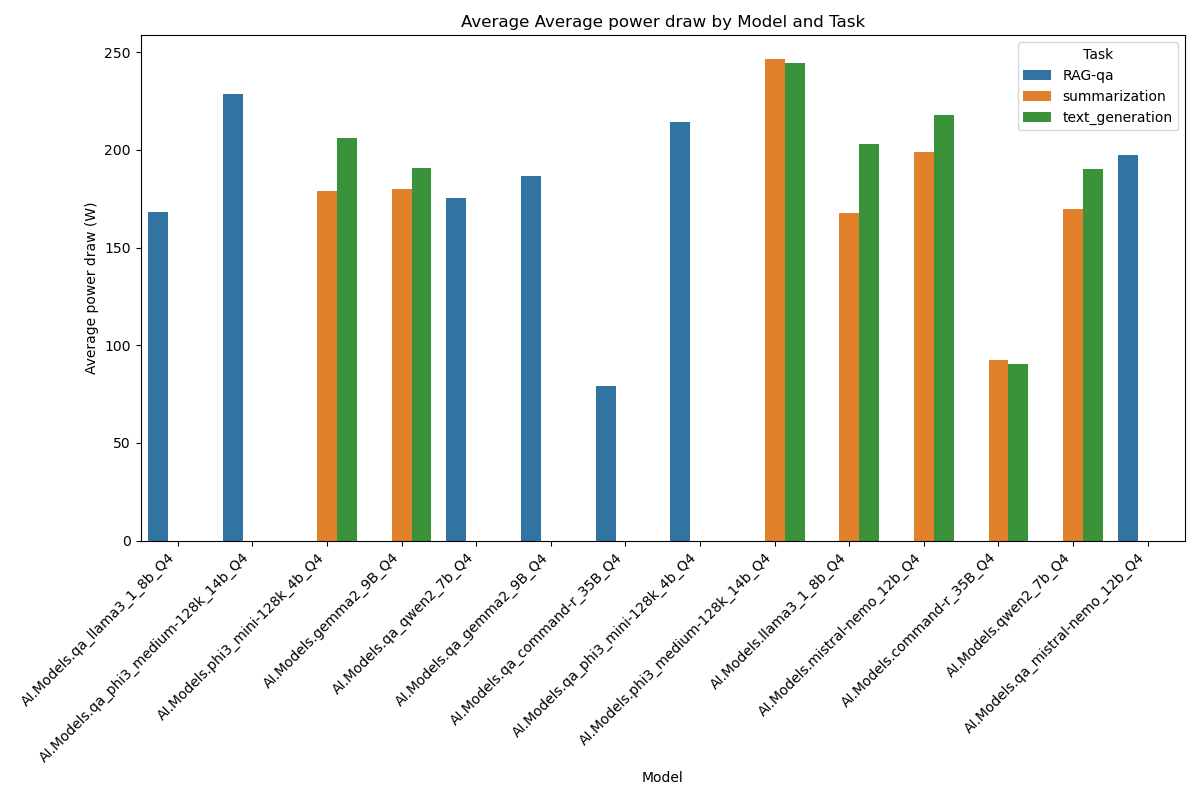 Average Average power draw by Model and Task
Task
RAG-qa
summarization
text_generation
Average power draw (W)
250
200
150
100
50
0
AI.Models.qa_llama3_1_8b_Q4
AI.Models.qa_phi3_medium-128k_14b_Q4
AI.Models.phi3_mini-128k_4b_Q4
AI.Models.gemma2_9B_Q4
AI.Models.qa_qwen2_7b_Q4
AI.Models.qa_gemma2_9B_Q4
AI.Models.qa_command-r_35B_Q4
AI.Models.qa_phi3_mini-128k_4b_Q4
AI.Models.phi3_medium-128k_14b_Q4
AI.Models.llama3_1_8b_Q4
AI.Models.mistral-nemo_12b_Q4
AI.Models.command-r_35B_Q4
AI.Models.qwen2_7b_Q4
AI.Models.qa_mistral-nemo_12b_Q4
Model